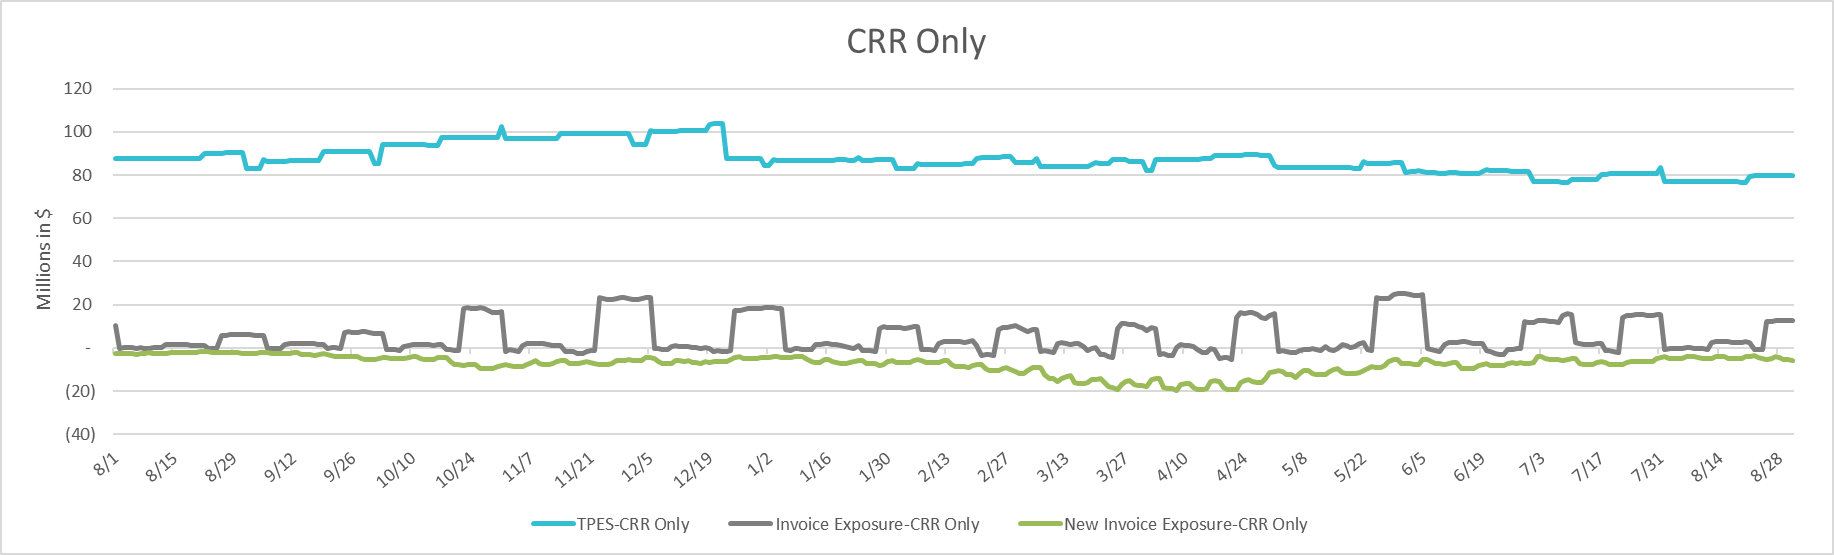 CRR Only
120
100
80
60
40
20
-
(20)
(40)
Millions in $
8/1 8/15 8/29 9/12 9/26 10/10 10/24 11/7 11/21 12/5 12/19 1/2 1/16 1/30 2/13 2/27 3/13 3/27 4/10 4/24 5/8 5/22 6/5 6/19 7/3 7/17 7/31 8/14 8/28
TPES-CRR Only Invoice Exposure-CRR Only New Invoice Exposure-CRR Only